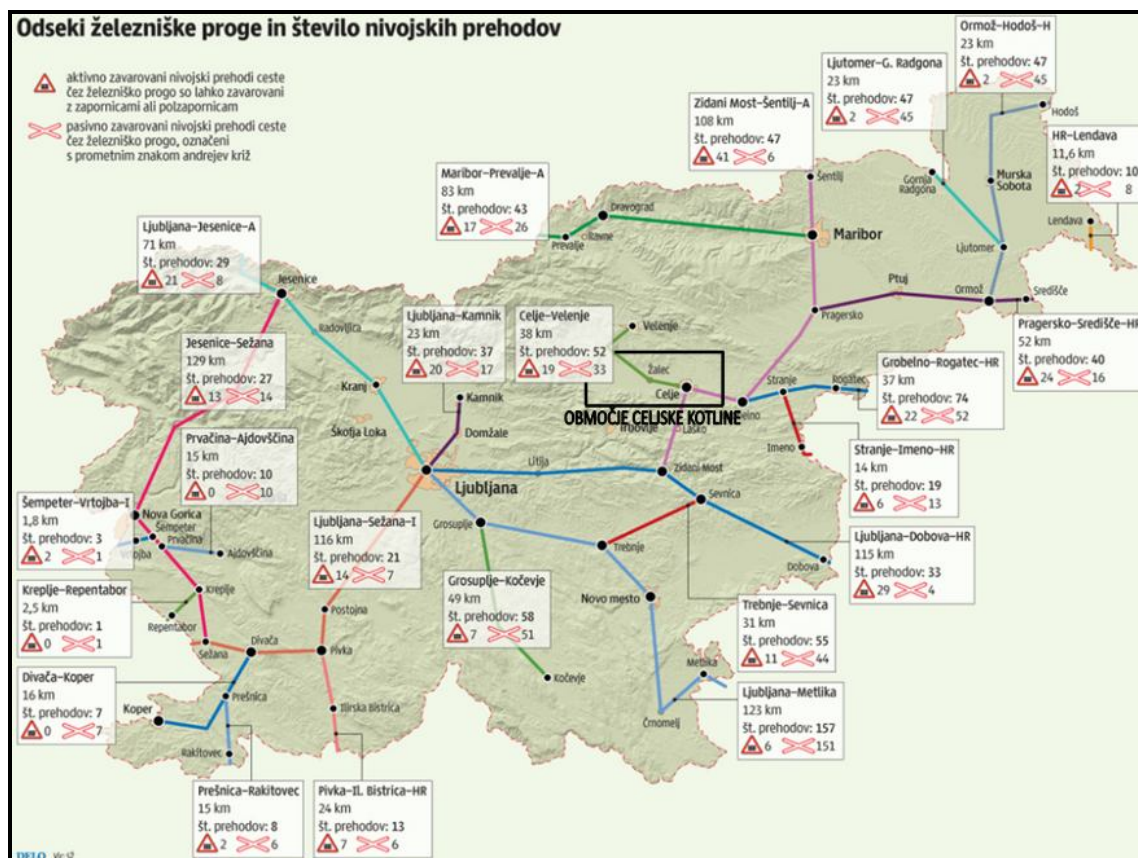 Odseki železniške proge in število nivojskih prehodov
aktivno zavarovani nivojski prehodi ceste
čez železniško progo so lahko zavarovani
z zapornicami ali polzapornicam
pasivno zavarovani nivojski prehodi ceste
čez železniško progo, označeni
s prometnim znakom andrejev križ
Ormož–Hodoš–H
23 km
št. prehodov: 47
2 45
Ljutomer–G. Radgona
23 km
št. prehodov: 47
2 45
Zidani Most–Šentilj–A
108 km
št. prehodov: 47
41 6
HR–Lendava
11,6 km
št. prehodov: 10
2 8
Maribor–Prevalje–A
83 km
št. prehodov: 43
17 26
Ljubljana–Jesenice–A
71 km
št. prehodov: 29
21 8
Jesenice–Sežana
129 km
št. prehodov: 27
13 14
Ljubljana–Kamnik
23 km
št. prehodov: 37
20 17
Celje–Velenje
38 km
št. prehodov: 52
19 33
Pragersko–Središče–HR
52 km
št. prehodov: 40
24 16
Grobelno–Rogatec–HR
37 km
št. prehodov: 74
22 52
Prvačina–Ajdovščina
15 km
št. prehodov: 10
0 10
Stranje–Imeno–HR
14 km
št. prehodov: 19
6 13
Šempeter–Vrtojba–I
1,8 km
št. prehodov: 3
2 1
Ljubljana–Sežana–I
116 km
št. prehodov: 21
14 7
Ljubljana–Dobova–HR
115 km
št. prehodov: 33
29 4
Kreplje–Repentabor
2,5 km
št. prehodov: 1
0 1
Grosuplje–Kočevje
49 km
št. prehodov: 58
7 51
Trebnje–Sevnica
31 km
št. prehodov: 55
11 44
Divača–Koper
16 km
št. prehodov: 7
0 7
Ljubljana–Metlika
123 km
št. prehodov: 157
6 151
Prešnica–Rakitovec
15 km
št. prehodov: 8
2 6
Pivka–Il. Bistrica–HR
24 km
št. prehodov: 13
7 6
Hodoš
Murska
Sobota
Šentilj
Gornja
Radgona
Lendava
Dravograd
Ravne
Prevalje
Maribor
Ljutomer
Ptuj
Ormož
Središče
Pragersko
Jesenice
Radovljica
Velenje
Žalec
Celje
Stranje
Rogatec
Kranj
Kamnik
OBMOČJE CELJSKE KOTLINE
Laško
Škofja Loka
Domžale
Imeno
Litija
Zidani Most
Ljubljana
Sevnica
Nova Gorica
Šempeter
Prvačina
Ajdovščina
Grosuplje
Trebnje
Dobova
Kreplje
Repentabor
Postojna
Novo mesto
Sežana
Divača
Pivka
Kočevje
Metlika
Prešnica
Koper
Ilirska Bistrica
Črnomelj
Rakitovec
DELO Vir: SŽ